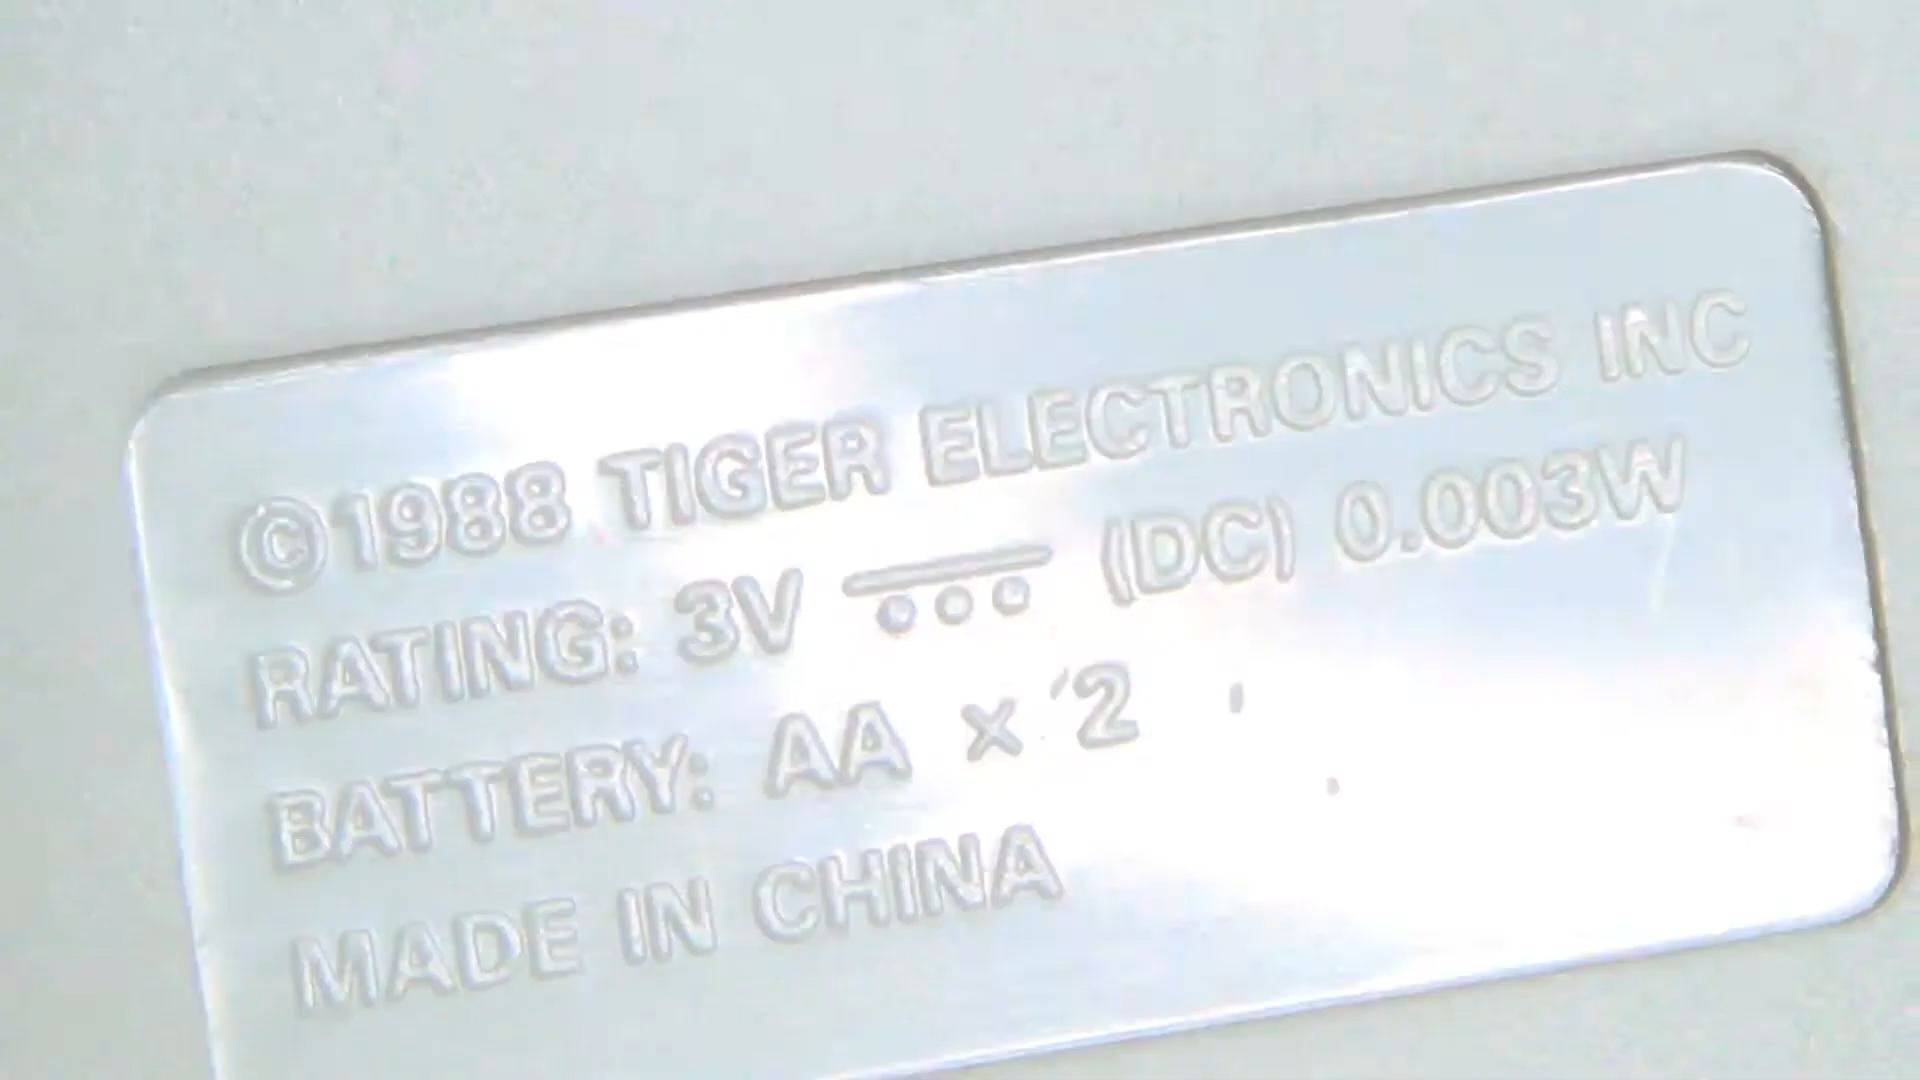 ©1988 TIGER ELECTRONICS INC
RATING: 3V ⎓ (DC) 0.003W
BATTERY: AA × 2
MADE IN CHINA